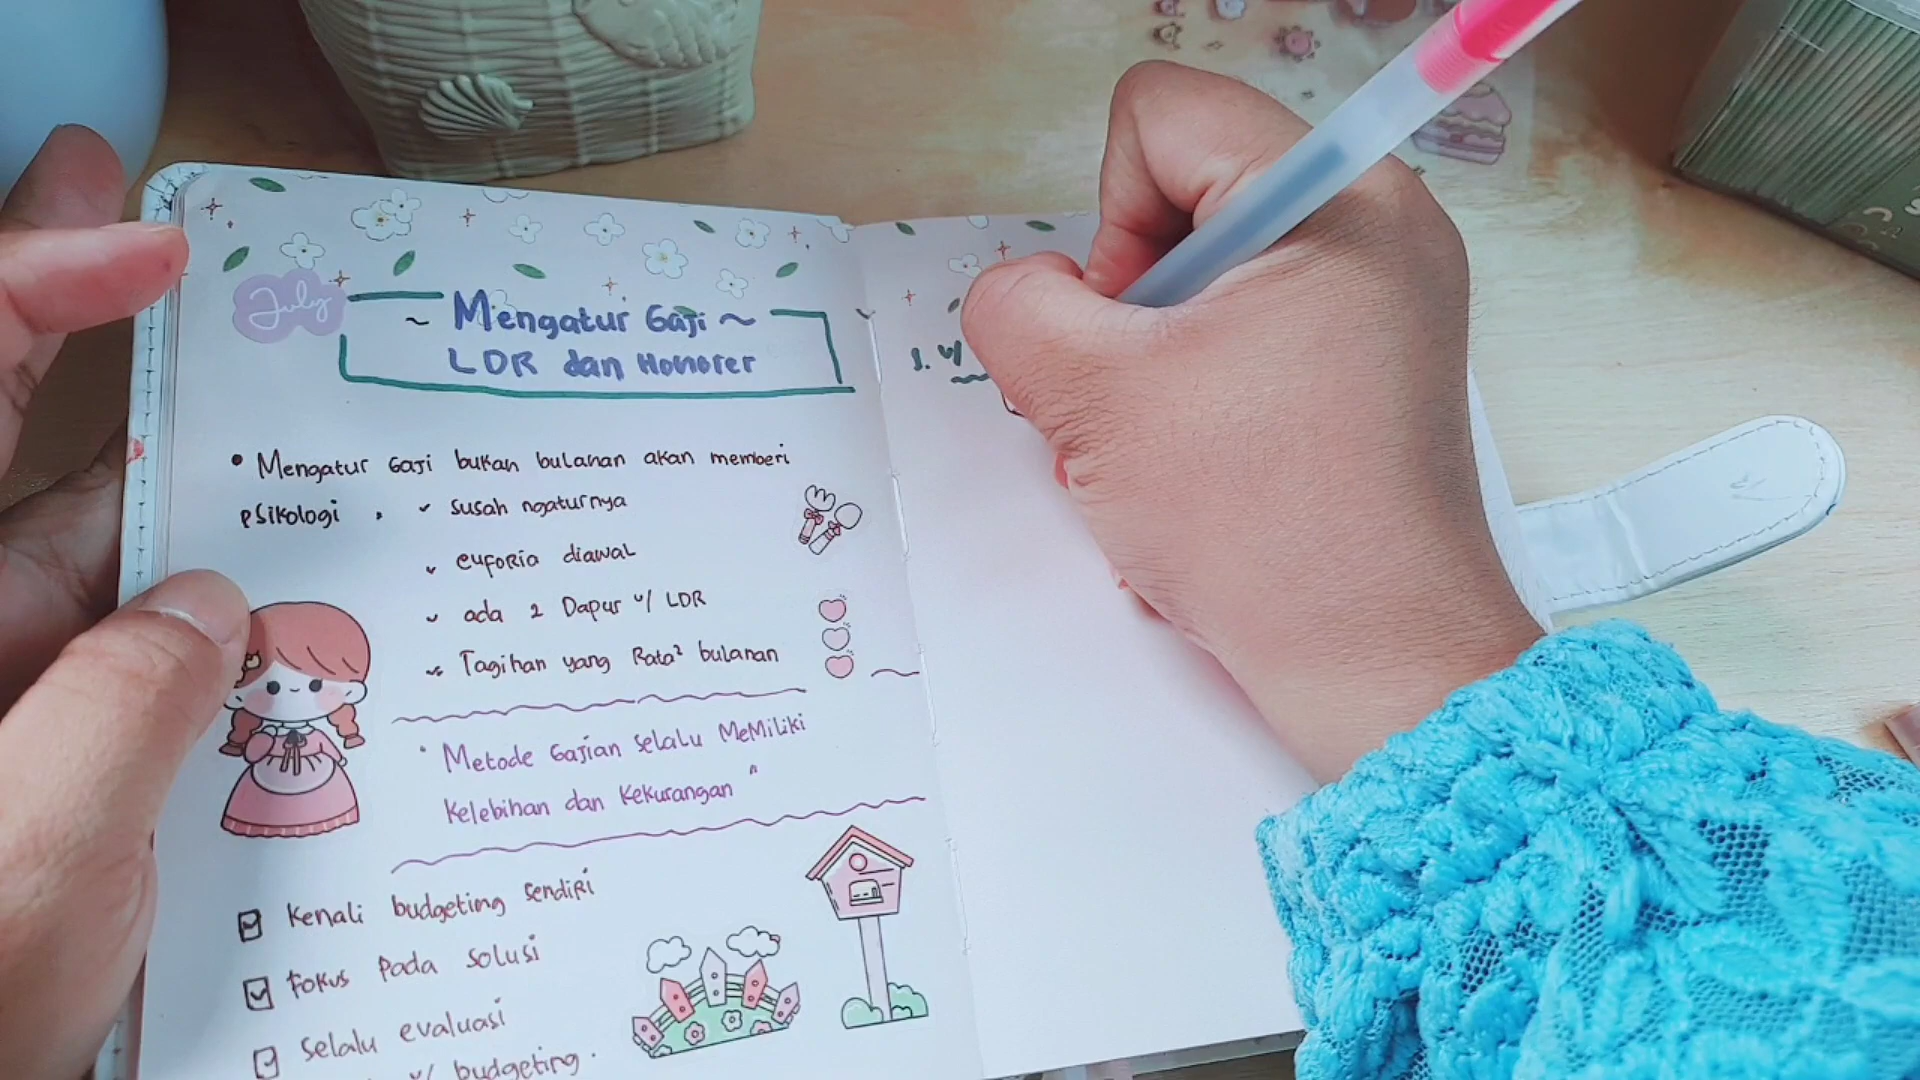 July
~ Mengatur Gaji ~
LDR dan Honorer
• Mengatur Gaji bukan bulanan akan memberi
psikologi
susah ngaturnya
euforia diawal
ada 2 Dapur u/ LDR
Tagihan yang Rata² bulanan
" Metode Gajian selalu MeMiliki
kelebihan dan kekurangan "
Kenali budgeting sendiri
Fokus pada solusi
selalu evaluasi
u/ budgeting.
1. u/